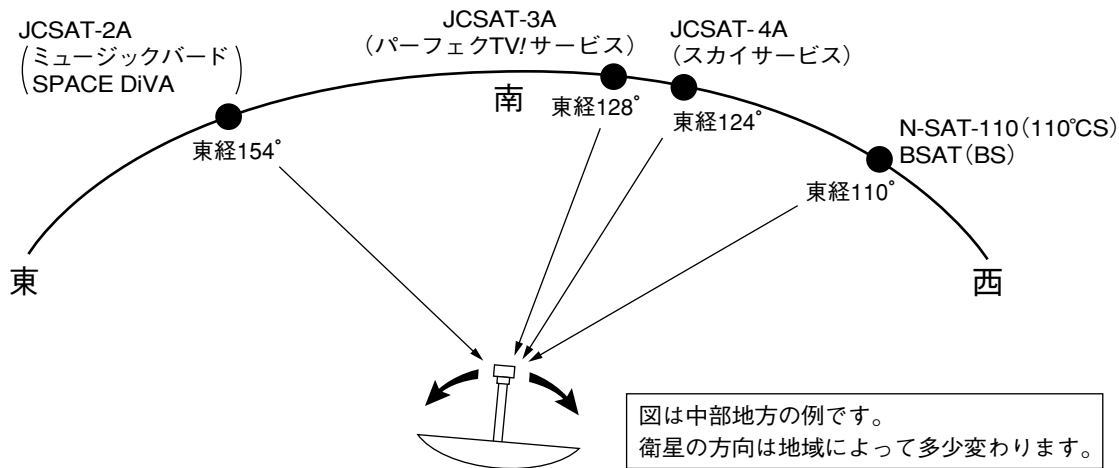 JCSAT-2A
(ミュージックバード
SPACE DiVA)
JCSAT-3A
(パーフェクTV!サービス)
JCSAT-4A
(スカイサービス)
南
東経128°
東経124°
N-SAT-110(110°CS)
BSAT(BS)
東経154°
東経110°
東
西
図は中部地方の例です。
衛星の方向は地域によって多少変わります。